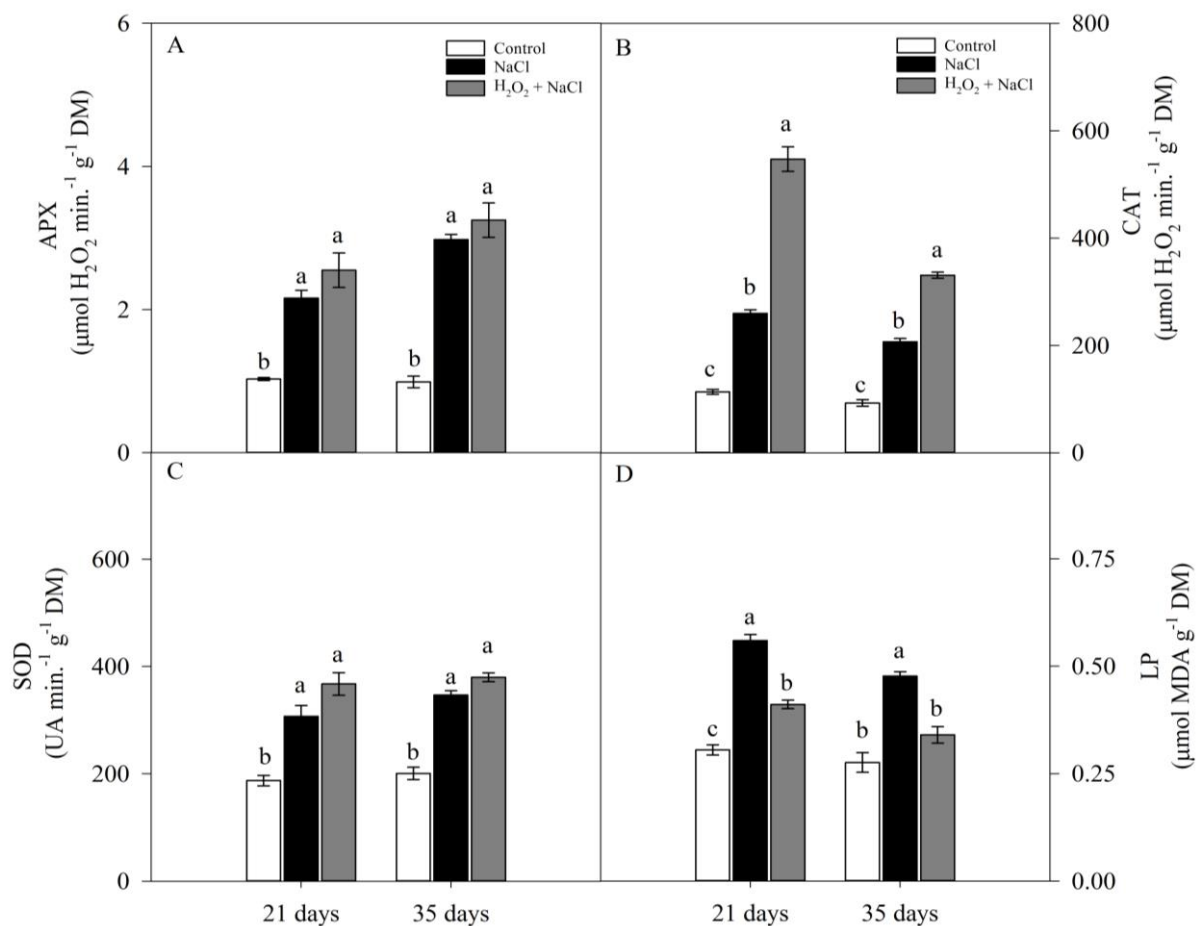 A
Control
NaCl
H₂O₂ + NaCl
6
4
2
0
APX
(µmol H₂O₂ min.⁻¹ g⁻¹ DM)
b
a
a
b
a
a
B
Control
NaCl
H₂O₂ + NaCl
800
600
400
200
0
CAT
(µmol H₂O₂ min.⁻¹ g⁻¹ DM)
c
b
a
c
b
a
C
600
400
200
0
SOD
(UA min.⁻¹ g⁻¹ DM)
b
a
a
b
a
a
21 days
35 days
D
0.75
0.50
0.25
0.00
LP
(µmol MDA g⁻¹ DM)
c
a
b
b
a
b
21 days
35 days